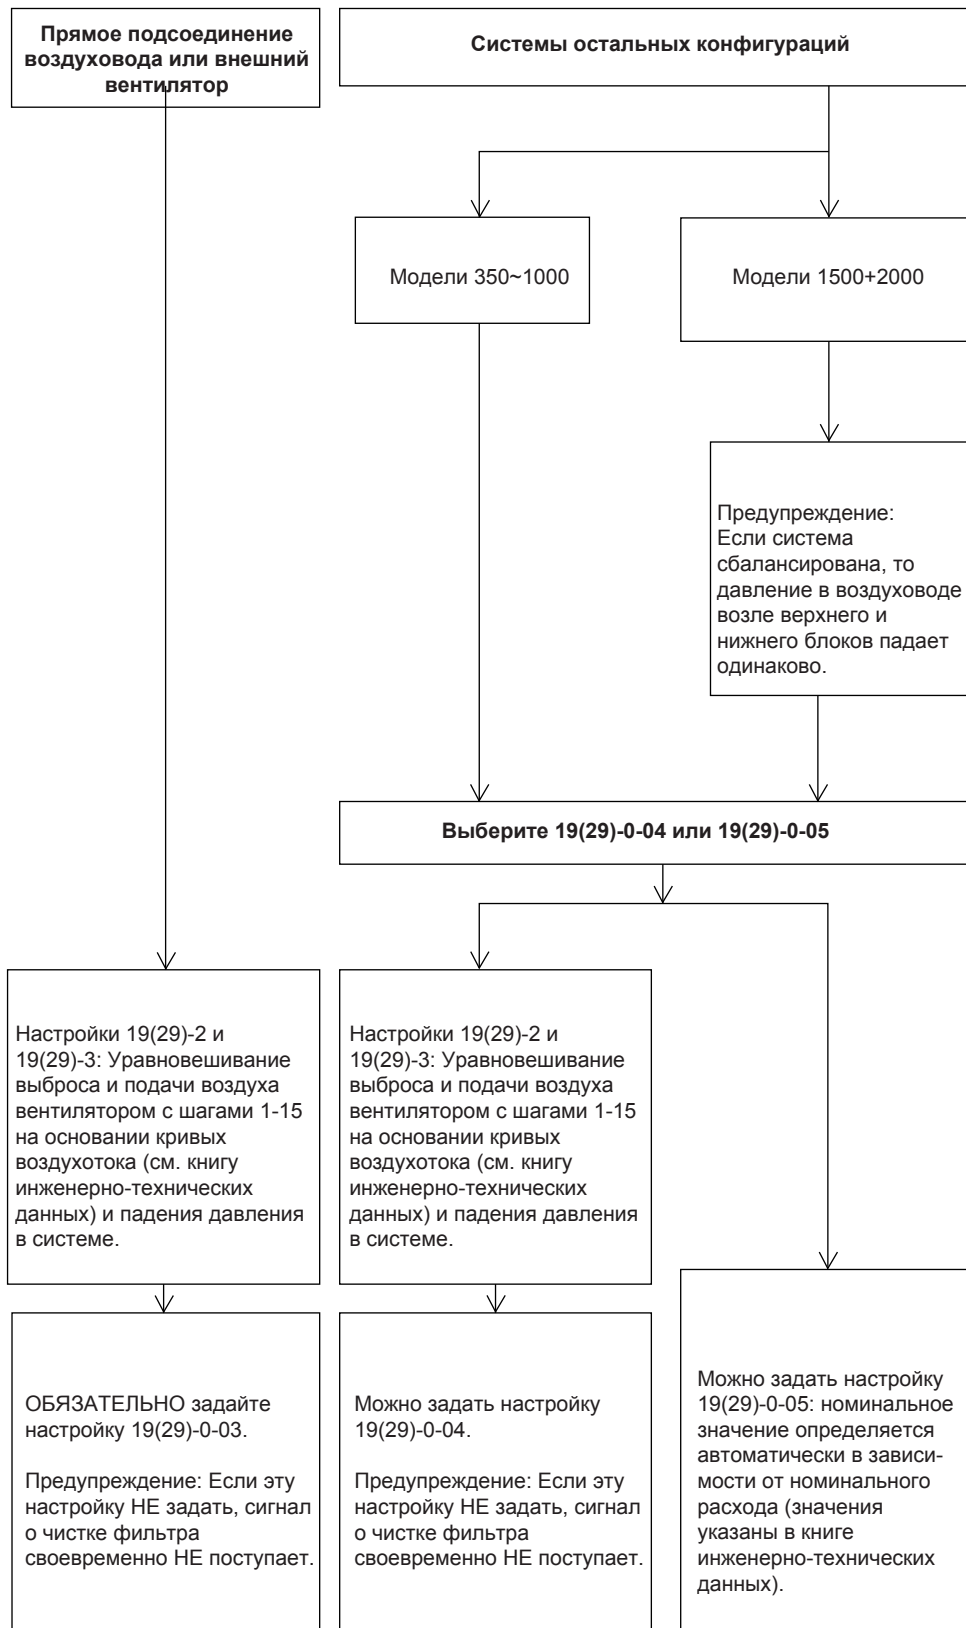 Прямое подсоединение
воздуховода или внешний
вентилятор
Системы остальных конфигураций
Модели 350~1000
Модели 1500+2000
Предупреждение:
Если система
сбалансирована, то
давление в воздуховоде
возле верхнего и
нижнего блоков падает
одинаково.
Выберите 19(29)-0-04 или 19(29)-0-05
Настройки 19(29)-2 и
19(29)-3: Уравновешивание
выброса и подачи воздуха
вентилятором с шагами 1-15
на основании кривых
воздухотока (см. книгу
инженерно-технических
данных) и падения давления
в системе.
Настройки 19(29)-2 и
19(29)-3: Уравновешивание
выброса и подачи воздуха
вентилятором с шагами 1-15
на основании кривых
воздухотока (см. книгу
инженерно-технических
данных) и падения давления
в системе.
ОБЯЗАТЕЛЬНО задайте
настройку 19(29)-0-03.
Предупреждение: Если эту
настройку НЕ задать, сигнал
о чистке фильтра
своевременно НЕ поступает.
Можно задать настройку
19(29)-0-04.
Предупреждение: Если эту
настройку НЕ задать, сигнал
о чистке фильтра
своевременно НЕ поступает.
Можно задать настройку
19(29)-0-05: номинальное
значение определяется
автоматически в зависи-
мости от номинального
расхода (значения
указаны в книге
инженерно-технических
данных).